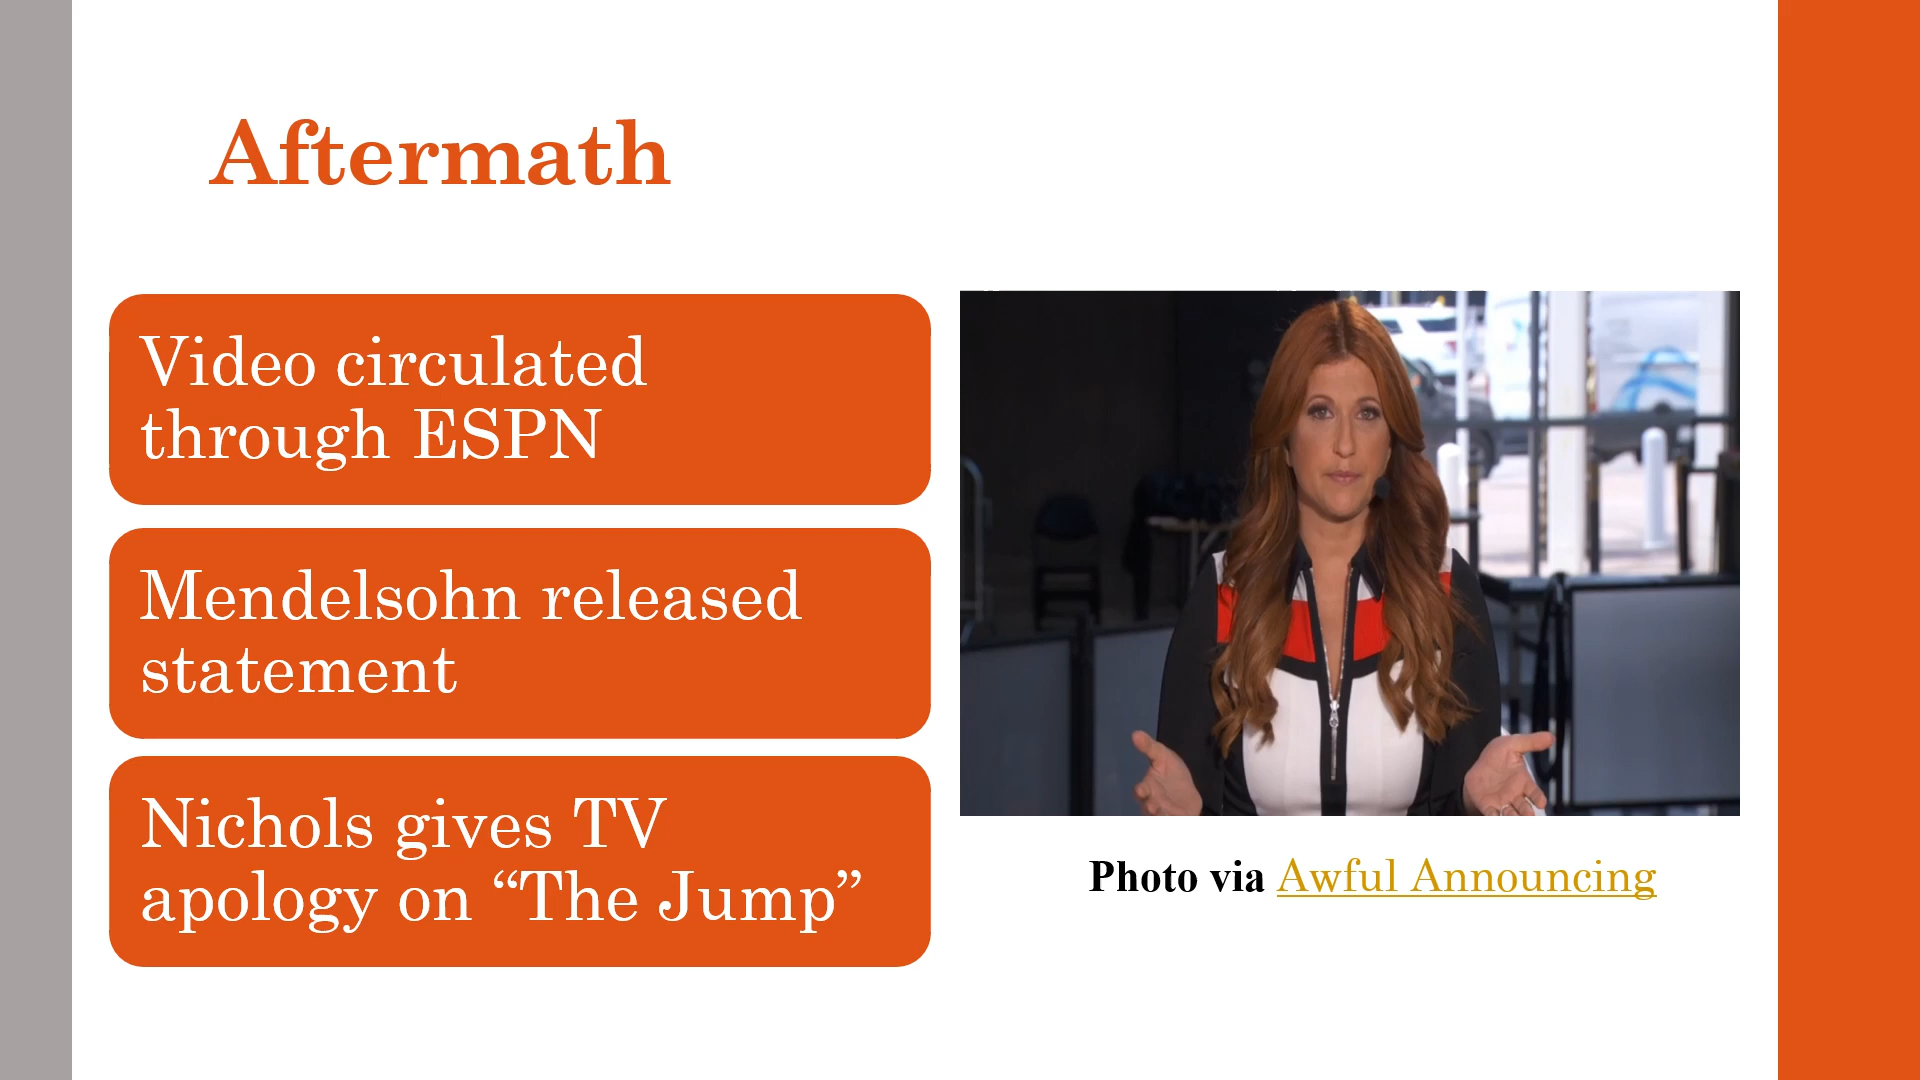 Aftermath
Video circulated
through ESPN
Mendelsohn released
statement
Nichols gives TV
apology on “The Jump”
Photo via Awful Announcing